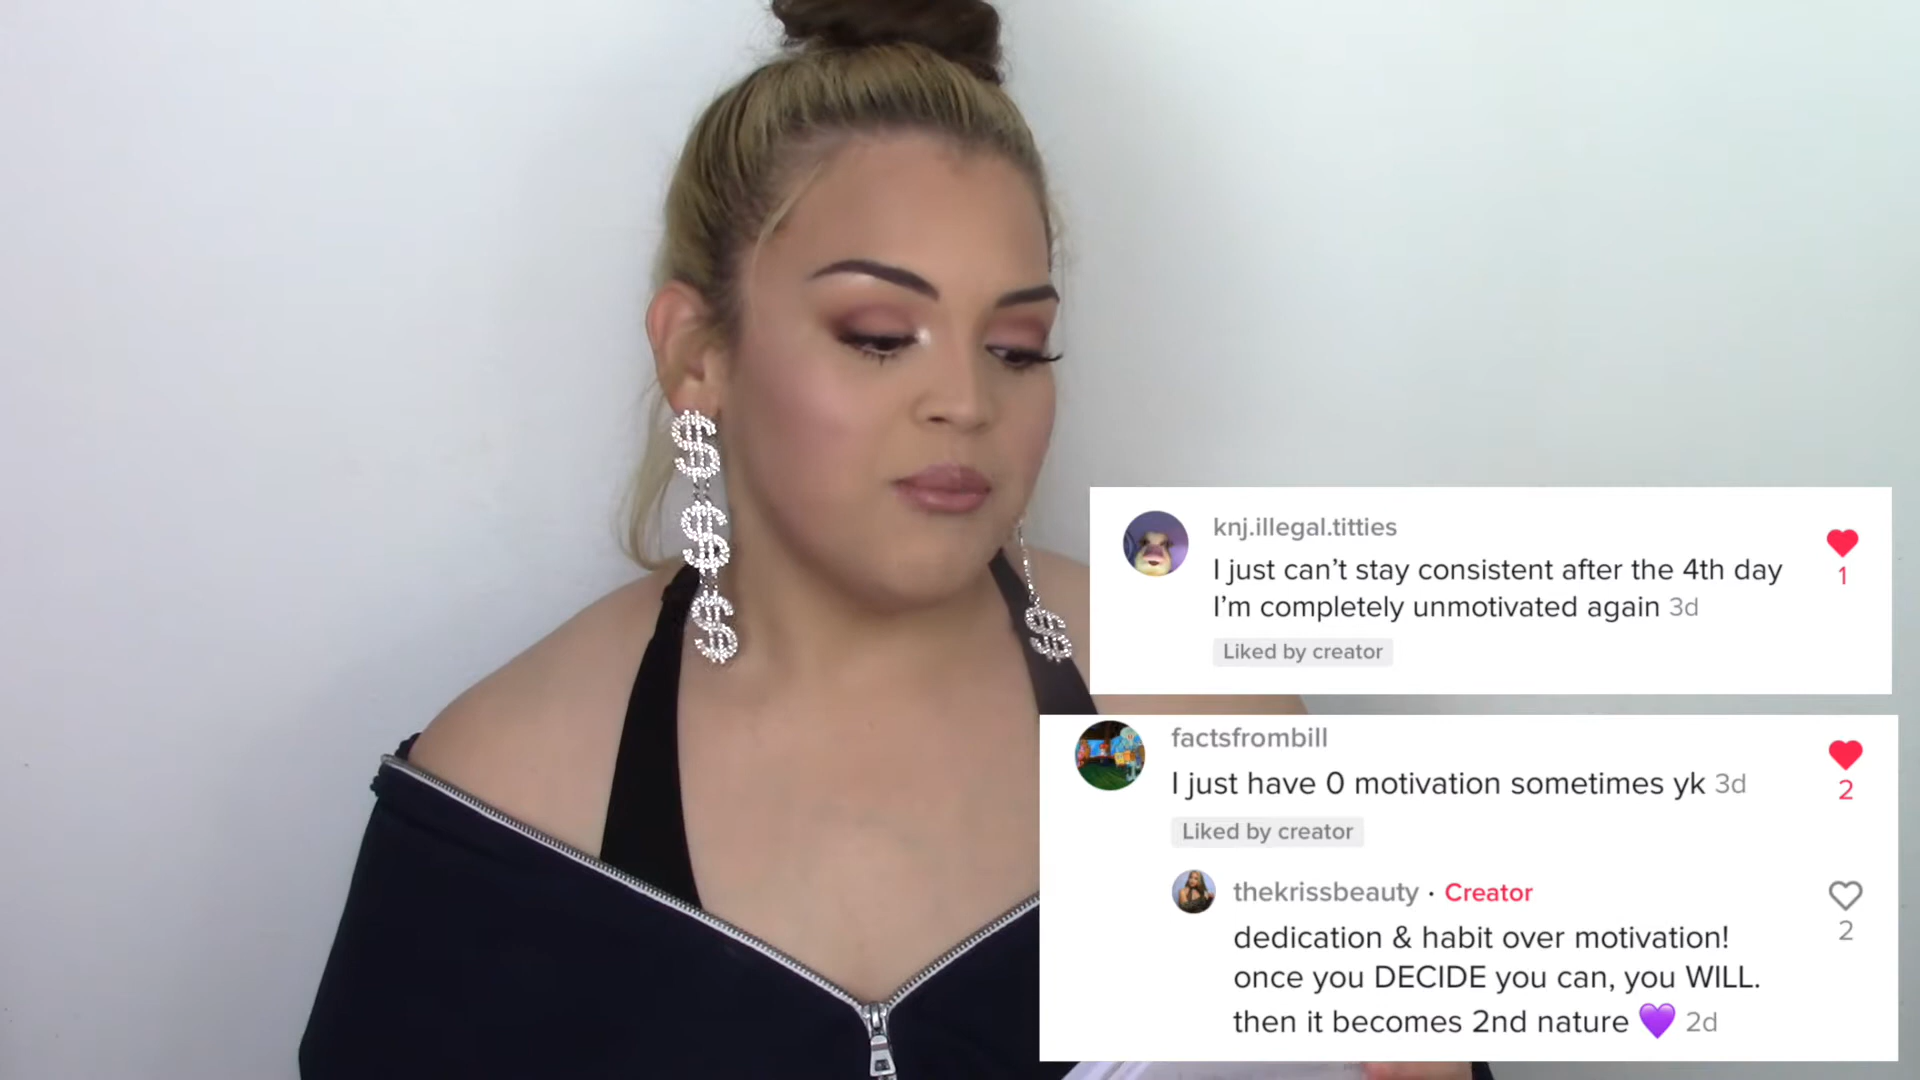 knj.illegal.titties
I just can’t stay consistent after the 4th day
I’m completely unmotivated again 3d
1
Liked by creator
factsfrombill
I just have 0 motivation sometimes yk 3d
2
Liked by creator
thekrissbeauty · Creator
dedication & habit over motivation!
2
once you DECIDE you can, you WILL.
then it becomes 2nd nature 💜 2d
$
$
$
$